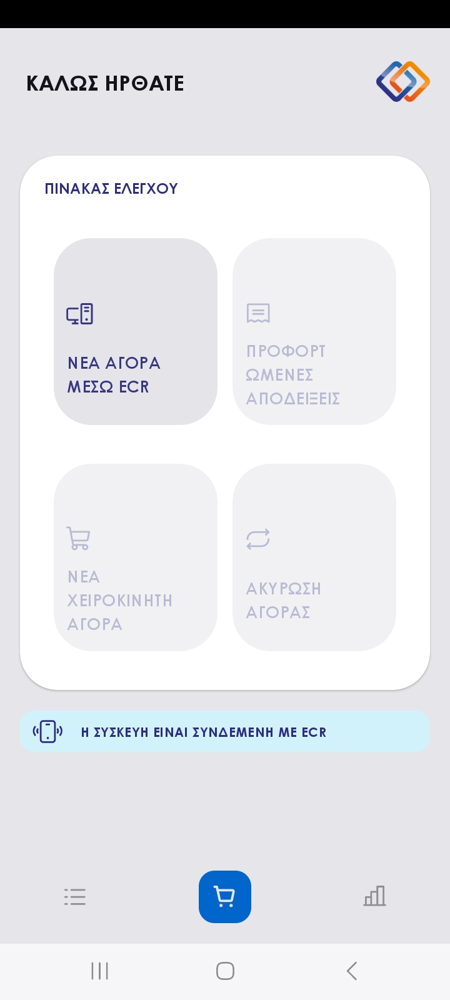 ΚΑΛΩΣ ΗΡΘΑΤΕ
ΠΙΝΑΚΑΣ ΕΛΕΓΧΟΥ
ΝΕΑ ΑΓΟΡΑ
ΜΕΣΩ ECR
ΠΡΟΦΟΡΤ
ΩΜΕΝΕΣ
ΑΠΟΔΕΙΞΕΙΣ
ΝΕΑ
ΧΕΙΡΟΚΙΝΗΤΗ
ΑΓΟΡΑ
ΑΚΥΡΩΣΗ
ΑΓΟΡΑΣ
Η ΣΥΣΚΕΥΗ ΕΙΝΑΙ ΣΥΝΔΕΜΕΝΗ ΜΕ ECR